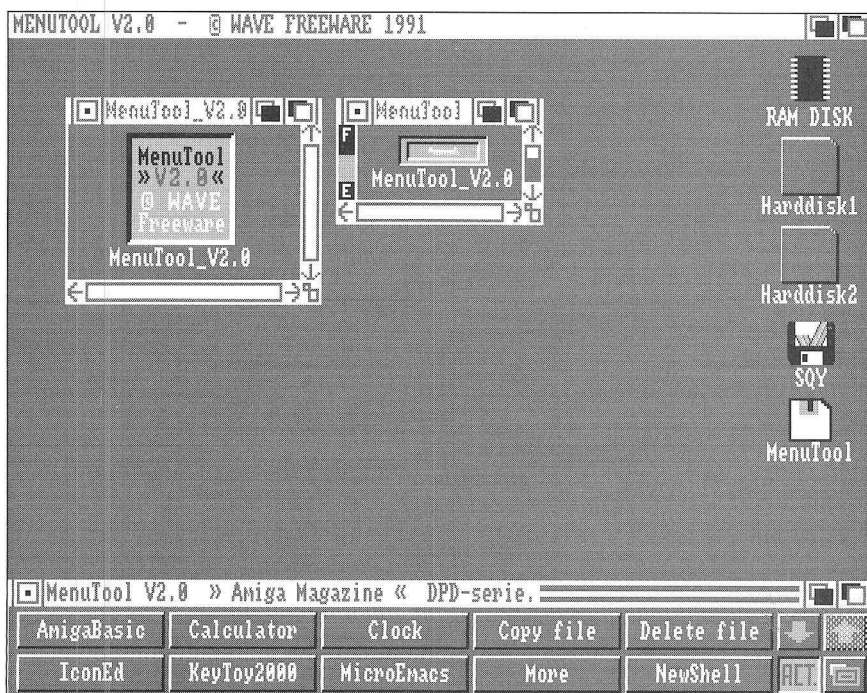 MENUTOOL V2.0 - © WAVE FREEWARE 1991
MenuTool_V2.0
MenuTool
»V2.0«
© WAVE
Freeware
MenuTool_V2.0
MenuTool
F
E
MenuTool_V2.0
RAM DISK
Harddisk1
Harddisk2
SQY
MenuTool
MenuTool V2.0 » Amiga Magazine « DPD-serie.
AmigaBasic Calculator Clock Copy file Delete file
IconEd KeyToy2000 MicroEmacs More NewShell ACT.